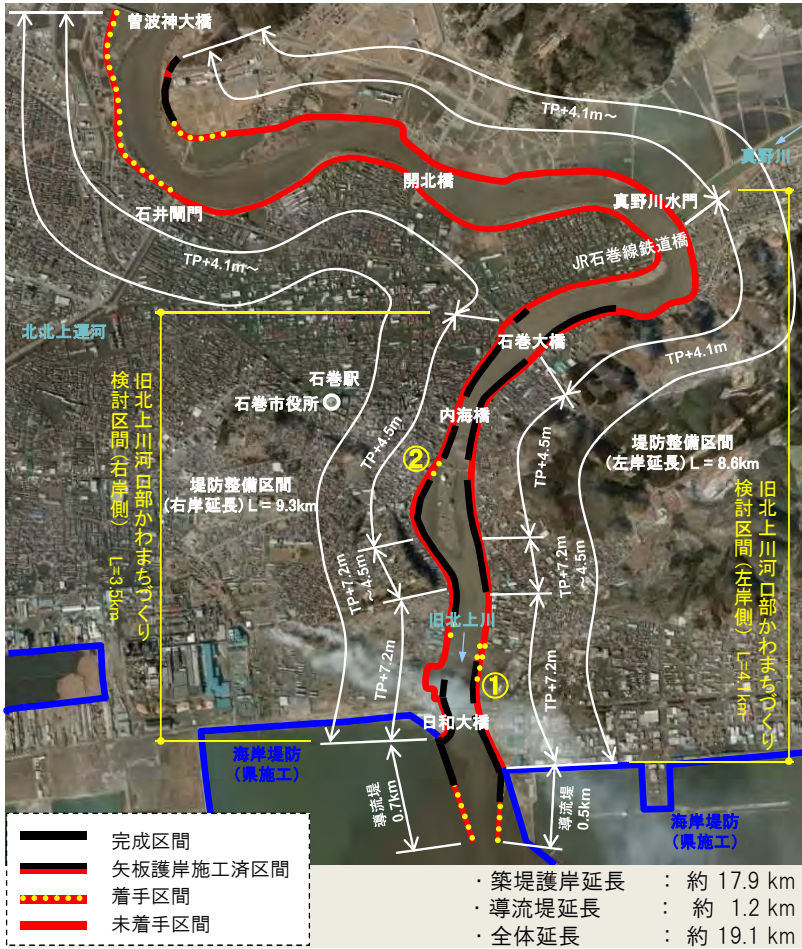 曽波神大橋
TP+4.1m～
真野川
開北橋
真野川水門
石井閘門
TP+4.1m～
JR石巻線鉄道橋
北北上運河
石巻大橋
TP+4.1m
石巻駅
石巻市役所
内海橋
旧北上川河口部かわまちづくり
検討区間(右岸側) L=3.5km
TP+4.5m
TP+4.5m
②
堤防整備区間
(左岸延長) L = 8.6km
堤防整備区間
(右岸延長) L = 9.3km
旧北上川河口部かわまちづくり
検討区間(左岸側) L=4.1km
TP+7.2m
～4.5m
TP+7.2m
～4.5m
旧北上川
TP+7.2m
TP+7.2m
①
日和大橋
海岸堤防
(県施工)
導流堤
0.7km
導流堤
0.5km
海岸堤防
(県施工)
完成区間
矢板護岸施工済区間
着手区間
未着手区間
・築堤護岸延長 : 約 17.9 km
・導流堤延長 : 約 1.2 km
・全体延長 : 約 19.1 km